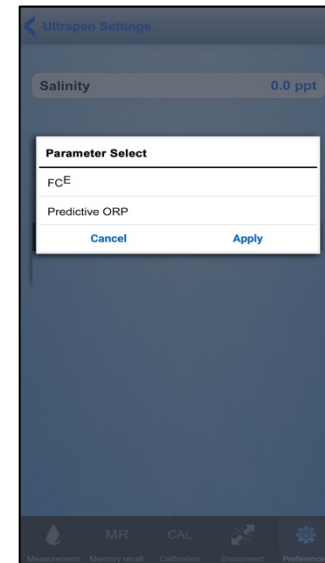 Ultrapen Settings
Salinity 0.0 ppt
Parameter Select
FCE
Predictive ORP
Cancel Apply
MR CAL
Measurement Memory recall Calibration Disconnect Preference